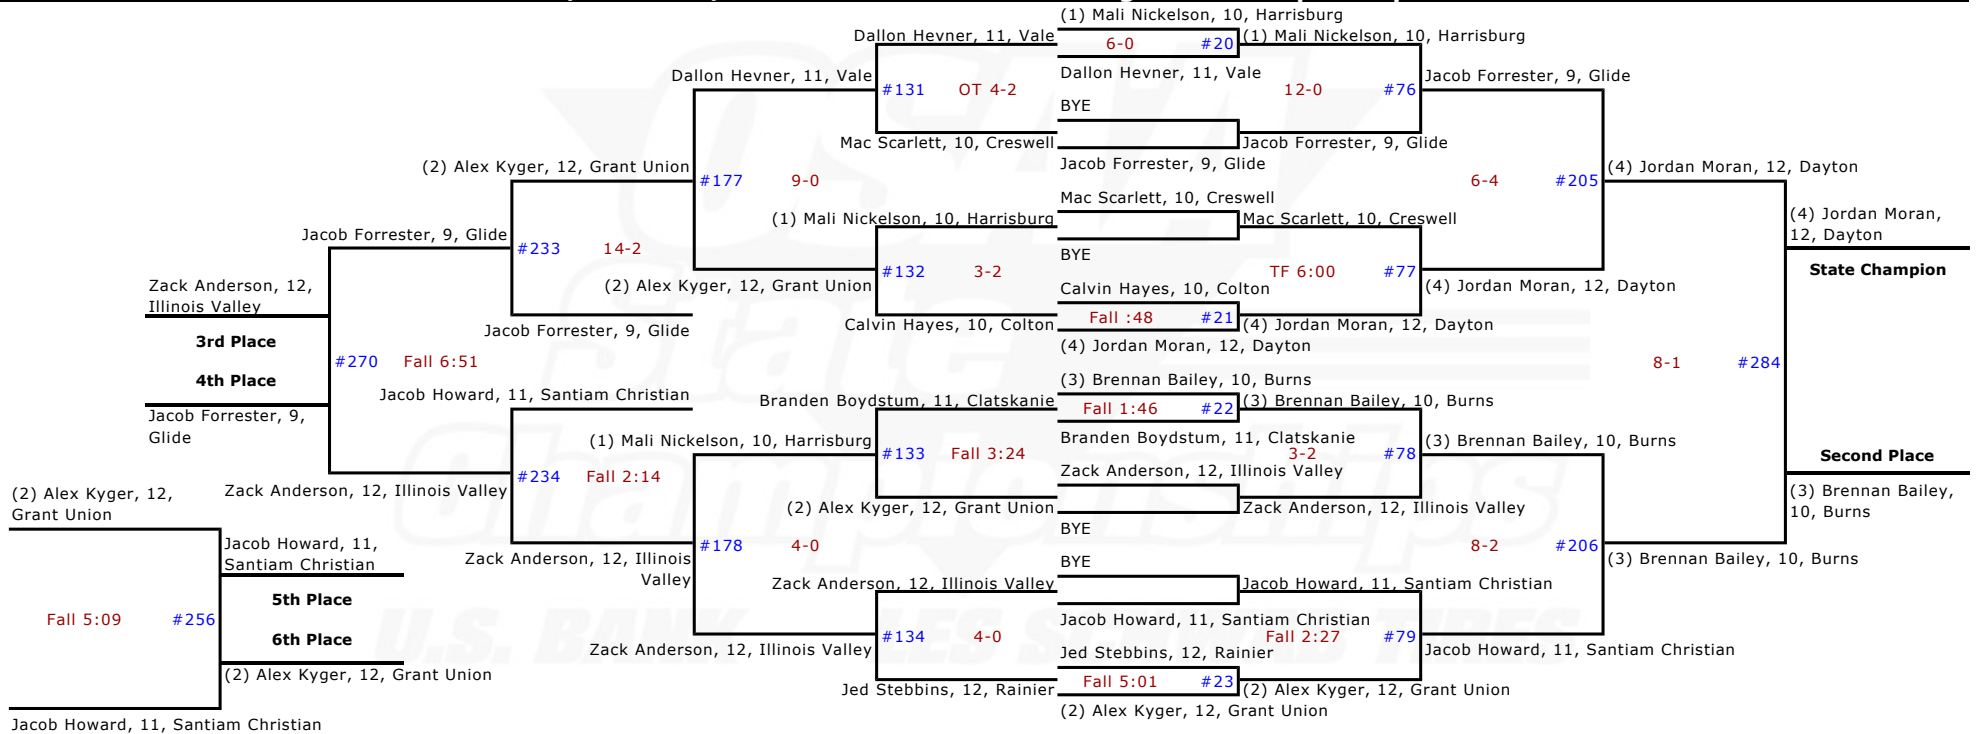 (1) Mali Nickelson, 10, Harrisburg
Dallon Hevner, 11, Vale
6-0 #20
(1) Mali Nickelson, 10, Harrisburg
Dallon Hevner, 11, Vale
Dallon Hevner, 11, Vale
Jacob Forrester, 9, Glide
#131 OT 4-2
12-0 #76
BYE
Mac Scarlett, 10, Creswell
Jacob Forrester, 9, Glide
Jacob Forrester, 9, Glide
(2) Alex Kyger, 12, Grant Union
(4) Jordan Moran, 12, Dayton
#177 9-0
6-4 #205
Mac Scarlett, 10, Creswell
(1) Mali Nickelson, 10, Harrisburg
Mac Scarlett, 10, Creswell
(4) Jordan Moran,
12, Dayton
Jacob Forrester, 9, Glide
#233 14-2
BYE
#132 3-2
TF 6:00 #77
State Champion
Zack Anderson, 12,
Illinois Valley
(2) Alex Kyger, 12, Grant Union
Calvin Hayes, 10, Colton
(4) Jordan Moran, 12, Dayton
Jacob Forrester, 9, Glide
Calvin Hayes, 10, Colton
Fall :48 #21
(4) Jordan Moran, 12, Dayton
3rd Place
(4) Jordan Moran, 12, Dayton
#270 Fall 6:51
8-1 #284
4th Place
(3) Brennan Bailey, 10, Burns
Jacob Howard, 11, Santiam Christian
Branden Boydstum, 11, Clatskanie
Fall 1:46 #22
(3) Brennan Bailey, 10, Burns
Jacob Forrester, 9,
Glide
(1) Mali Nickelson, 10, Harrisburg
Branden Boydstum, 11, Clatskanie
(3) Brennan Bailey, 10, Burns
#133 Fall 3:24
3-2 #78
Second Place
Zack Anderson, 12, Illinois Valley
#234 Fall 2:14
(2) Alex Kyger, 12,
Grant Union
Zack Anderson, 12, Illinois Valley
(2) Alex Kyger, 12, Grant Union
Zack Anderson, 12, Illinois Valley
(3) Brennan Bailey,
10, Burns
BYE
Jacob Howard, 11,
Santiam Christian
#178 4-0
8-2 #206
Zack Anderson, 12, Illinois
Valley
BYE
(3) Brennan Bailey, 10, Burns
Zack Anderson, 12, Illinois Valley
Jacob Howard, 11, Santiam Christian
5th Place
Fall 5:09 #256
Jacob Howard, 11, Santiam Christian
6th Place
#134 4-0
Fall 2:27 #79
Zack Anderson, 12, Illinois Valley
Jed Stebbins, 12, Rainier
Jacob Howard, 11, Santiam Christian
(2) Alex Kyger, 12, Grant Union
Jed Stebbins, 12, Rainier
Fall 5:01 #23
(2) Alex Kyger, 12, Grant Union
(2) Alex Kyger, 12, Grant Union
Jacob Howard, 11, Santiam Christian
OSAA
State
Championships
U.S. BANK LES SCHWAB TIRES